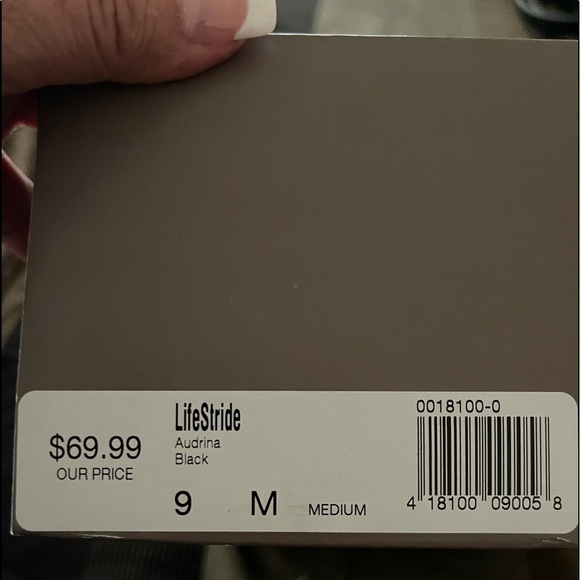 $69.99
OUR PRICE
LifeStride
Audrina
Black
9 M MEDIUM
0018100-0
4 18100 09005 8